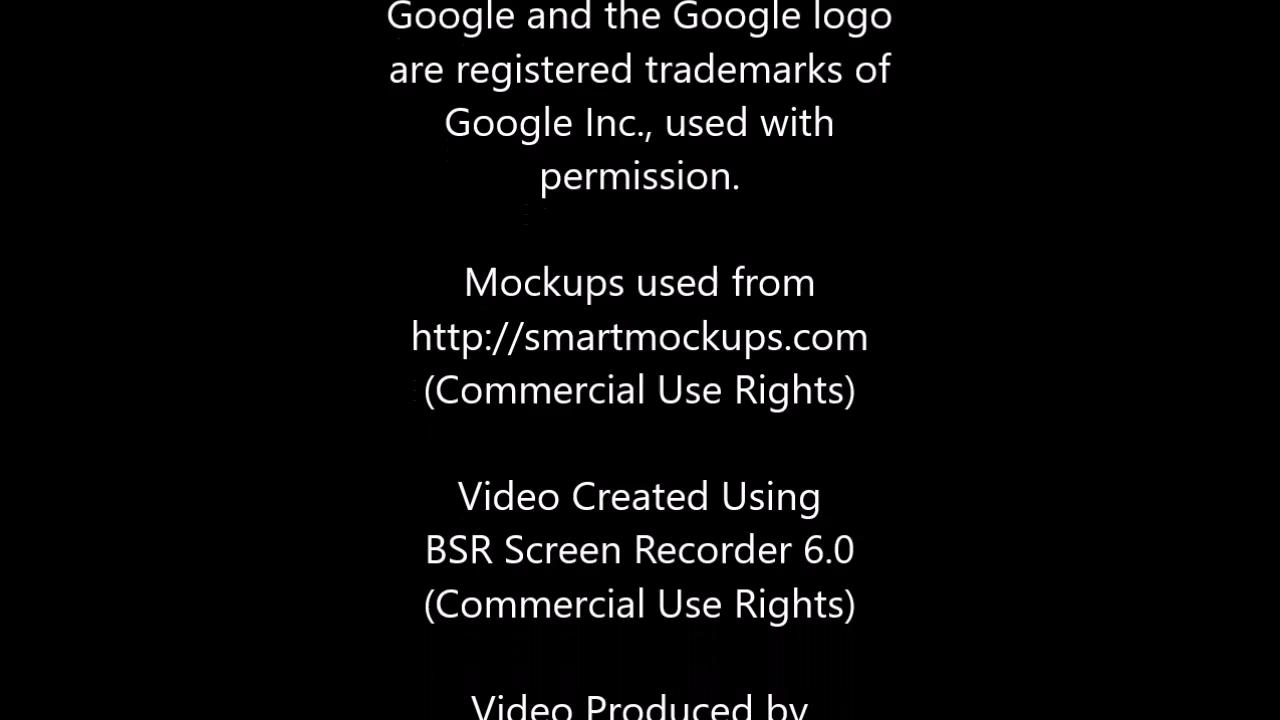 Google and the Google logo
are registered trademarks of
Google Inc., used with
permission.
Mockups used from
http://smartmockups.com
(Commercial Use Rights)
Video Created Using
BSR Screen Recorder 6.0
(Commercial Use Rights)
Video Produced by